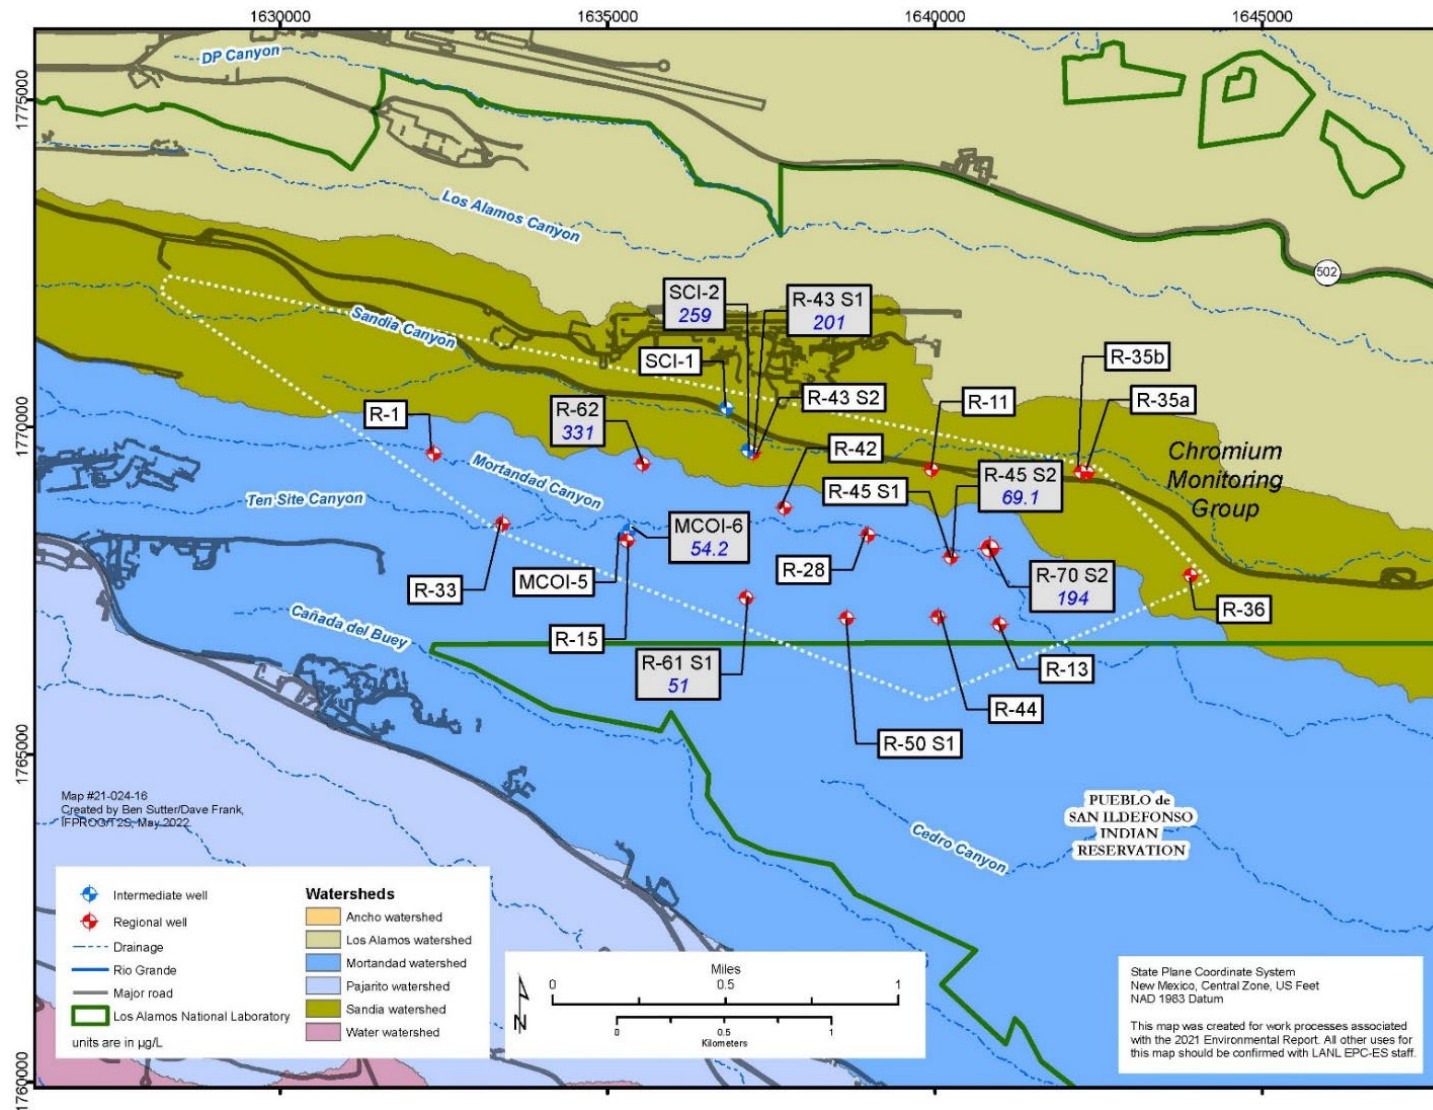 1630000
1635000
1640000
1645000
1775000
1770000
1765000
1760000
DP Canyon
Los Alamos Canyon
502
SCI-2
259
R-43 S1
201
Sandia Canyon
SCI-1
R-35b
R-1
R-62
331
R-43 S2
R-11
R-35a
R-42
Chromium
Monitoring
Group
Mortandad Canyon
R-45 S1
R-45 S2
69.1
Ten Site Canyon
MCOI-6
54.2
R-33
MCOI-5
R-28
R-70 S2
194
R-36
Cañada del Buey
R-15
R-61 S1
51
R-13
R-44
R-50 S1
Map #21-024-16
Created by Ben Sutter/Dave Frank,
IFPROG/T2S, May 2022
PUEBLO de
SAN ILDEFONSO
INDIAN
RESERVATION
Cedro Canyon
Intermediate well
Regional well
Drainage
Rio Grande
Major road
Los Alamos National Laboratory
units are in µg/L
Watersheds
Ancho watershed
Los Alamos watershed
Mortandad watershed
Pajarito watershed
Sandia watershed
Water watershed
N
Miles
0 0.5 1
0 0.5 1
Kilometers
State Plane Coordinate System
New Mexico, Central Zone, US Feet
NAD 1983 Datum
This map was created for work processes associated
with the 2021 Environmental Report. All other uses for
this map should be confirmed with LANL EPC-ES staff.